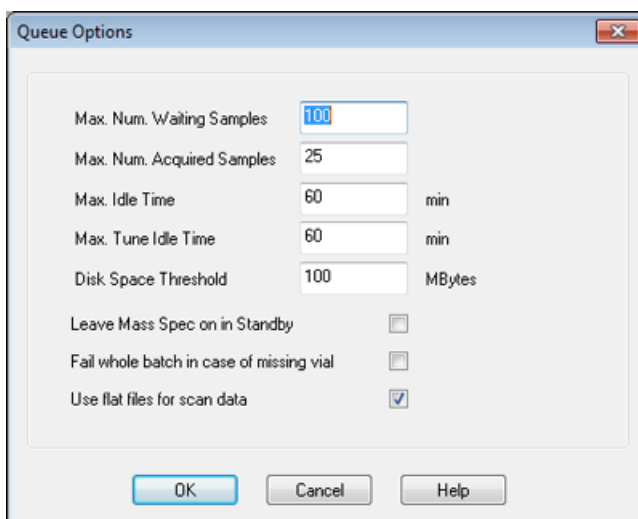 Queue Options
Max. Num. Waiting Samples 100
Max. Num. Acquired Samples 25
Max. Idle Time 60 min
Max. Tune Idle Time 60 min
Disk Space Threshold 100 MBytes
Leave Mass Spec on in Standby
Fail whole batch in case of missing vial
Use flat files for scan data
OK Cancel Help